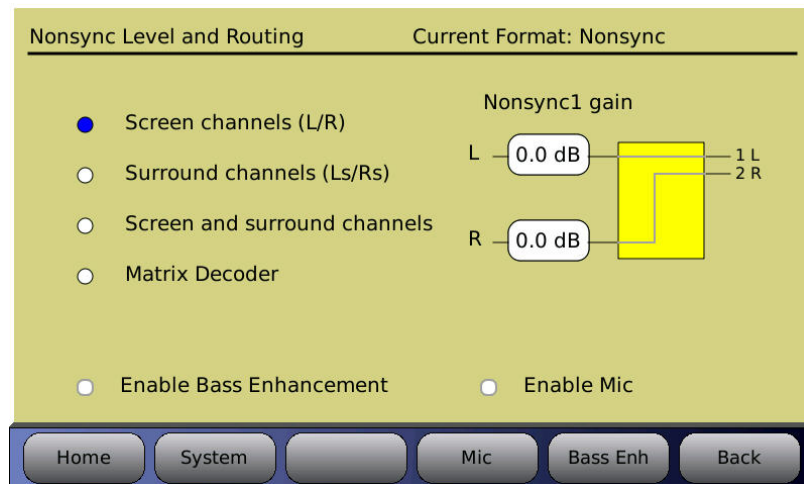 Nonsync Level and Routing Current Format: Nonsync
Nonsync1 gain
Screen channels (L/R)
L 0.0 dB 1 L
2 R
Surround channels (Ls/Rs)
Screen and surround channels
R 0.0 dB
Matrix Decoder
Enable Bass Enhancement Enable Mic
Home System Mic Bass Enh Back